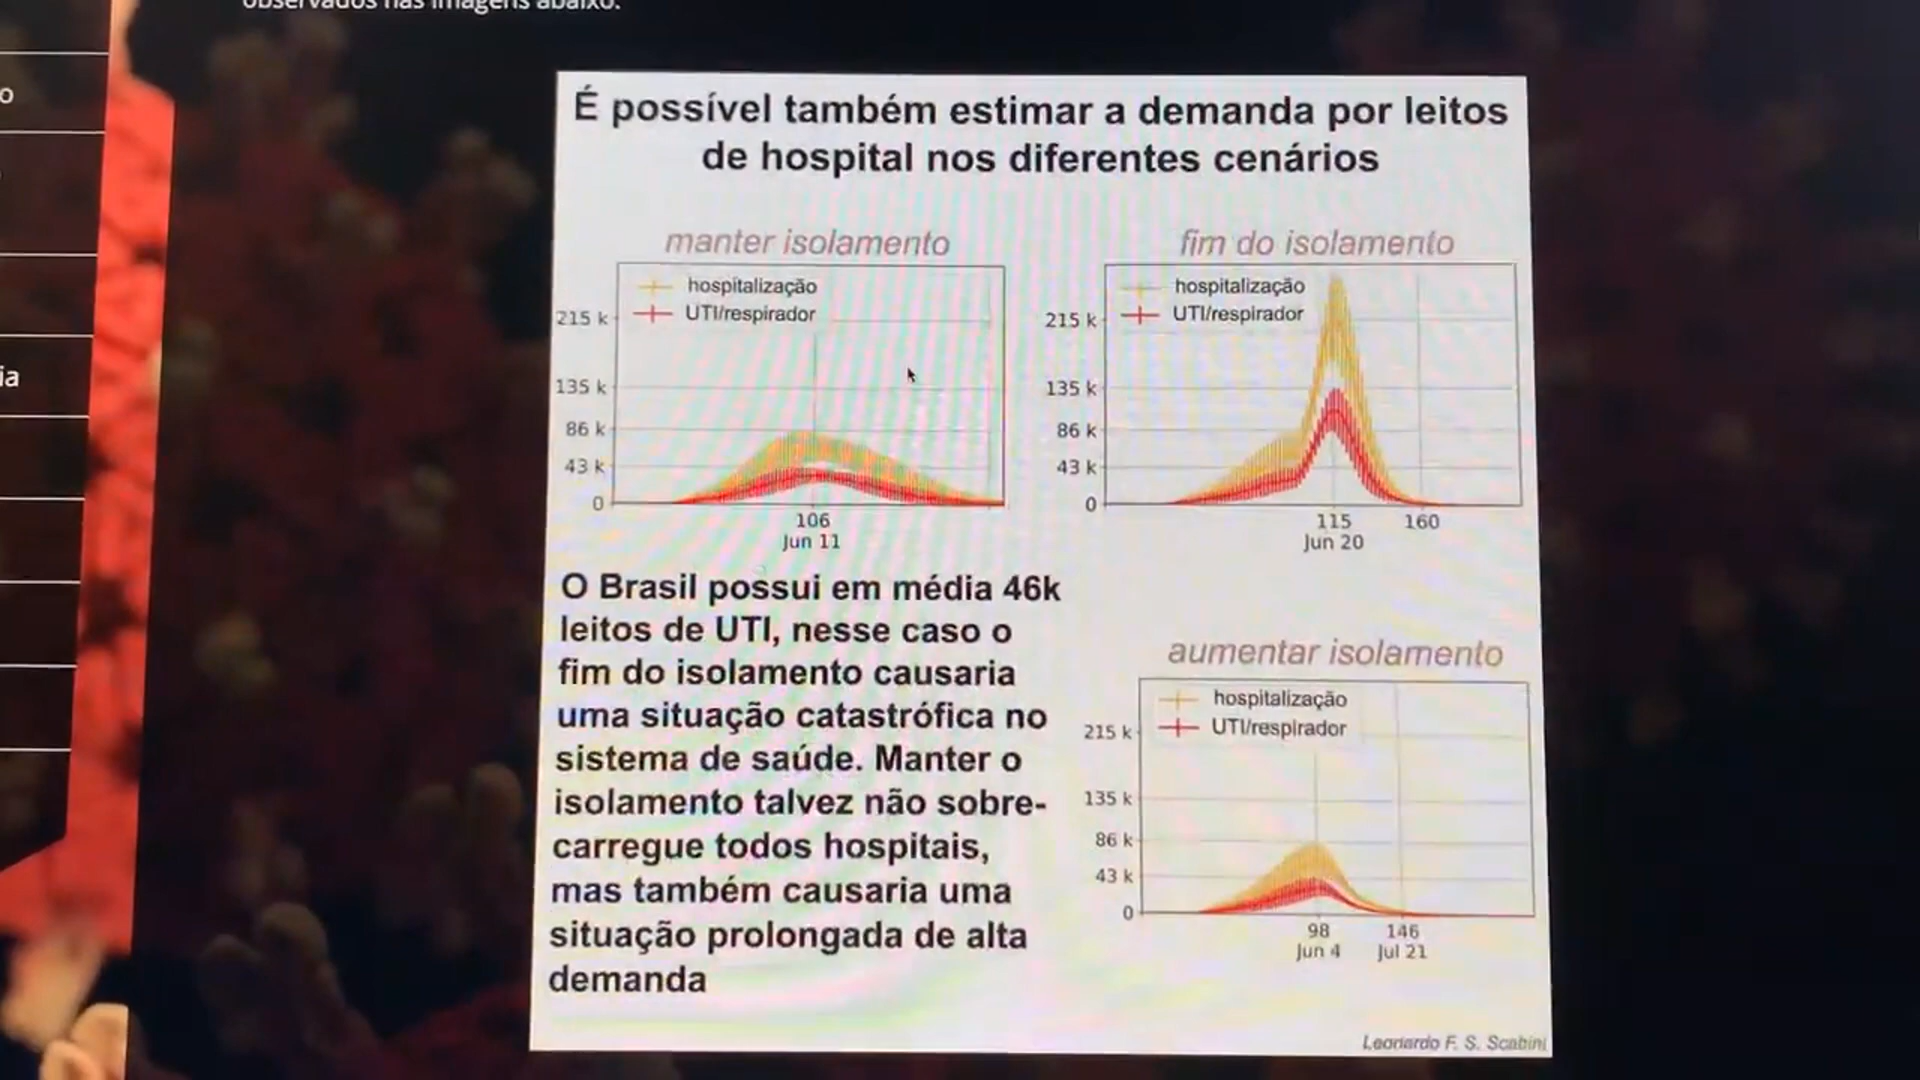 observados nas imagens abaixo.
o
ia
É possível também estimar a demanda por leitos
de hospital nos diferentes cenários
manter isolamento
hospitalização
UTI/respirador
215 k
135 k
86 k
43 k
0
106
Jun 11
fim do isolamento
hospitalização
UTI/respirador
215 k
135 k
86 k
43 k
0
115
160
Jun 20
O Brasil possui em média 46k
leitos de UTI, nesse caso o
fim do isolamento causaria
uma situação catastrófica no
sistema de saúde. Manter o
isolamento talvez não sobre-
carregue todos hospitais,
mas também causaria uma
situação prolongada de alta
demanda
aumentar isolamento
hospitalização
UTI/respirador
215 k
135 k
86 k
43 k
0
98
146
Jun 4
Jul 21
Leonardo F. S. Scabini